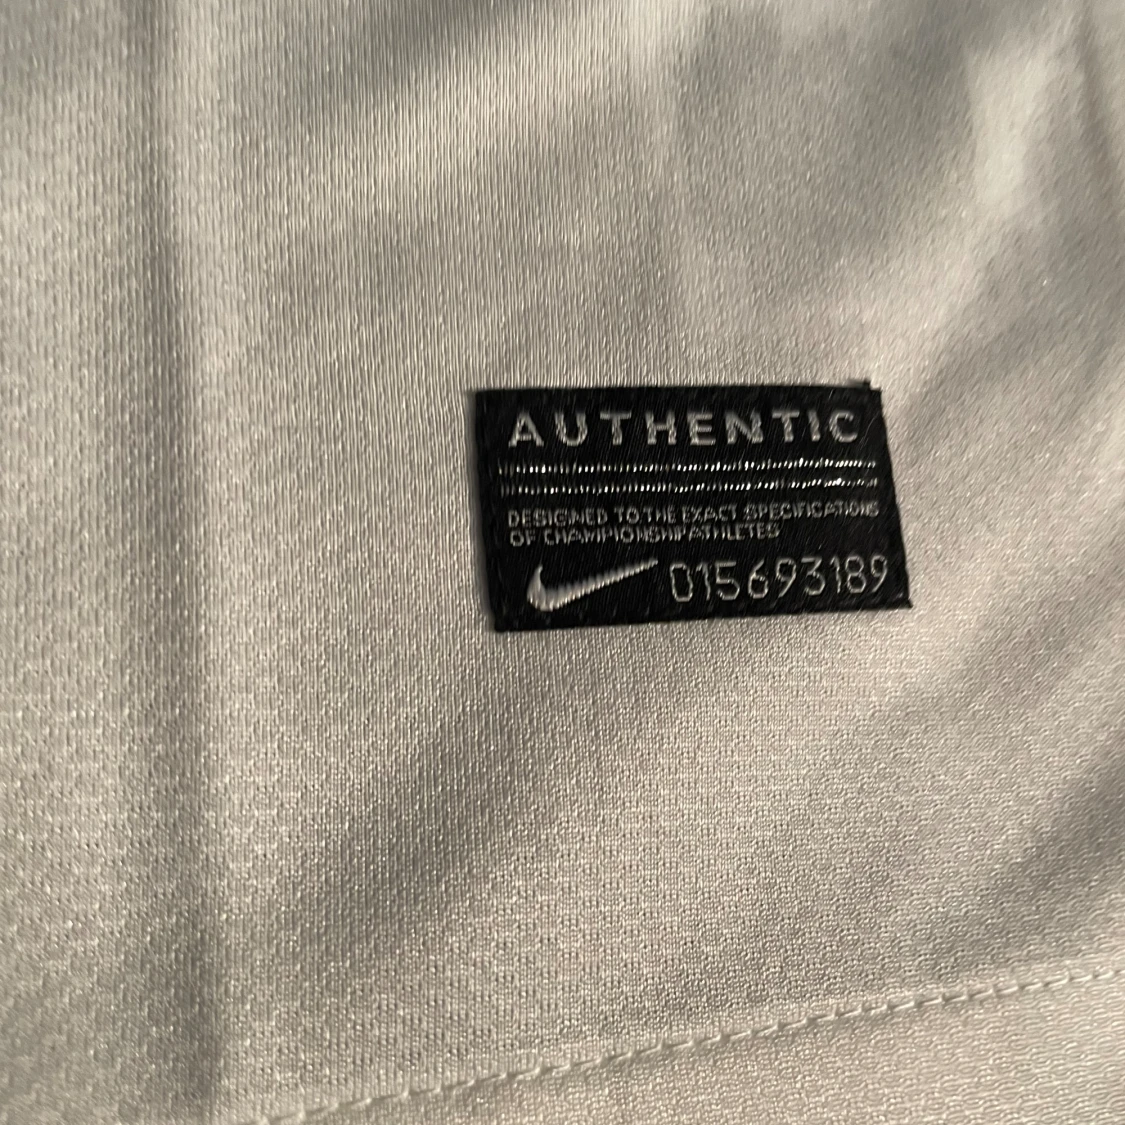 AUTHENTIC
DESIGNED TO THE EXACT SPECIFICATIONS
OF CHAMPIONSHIP ATHLETES
015693189